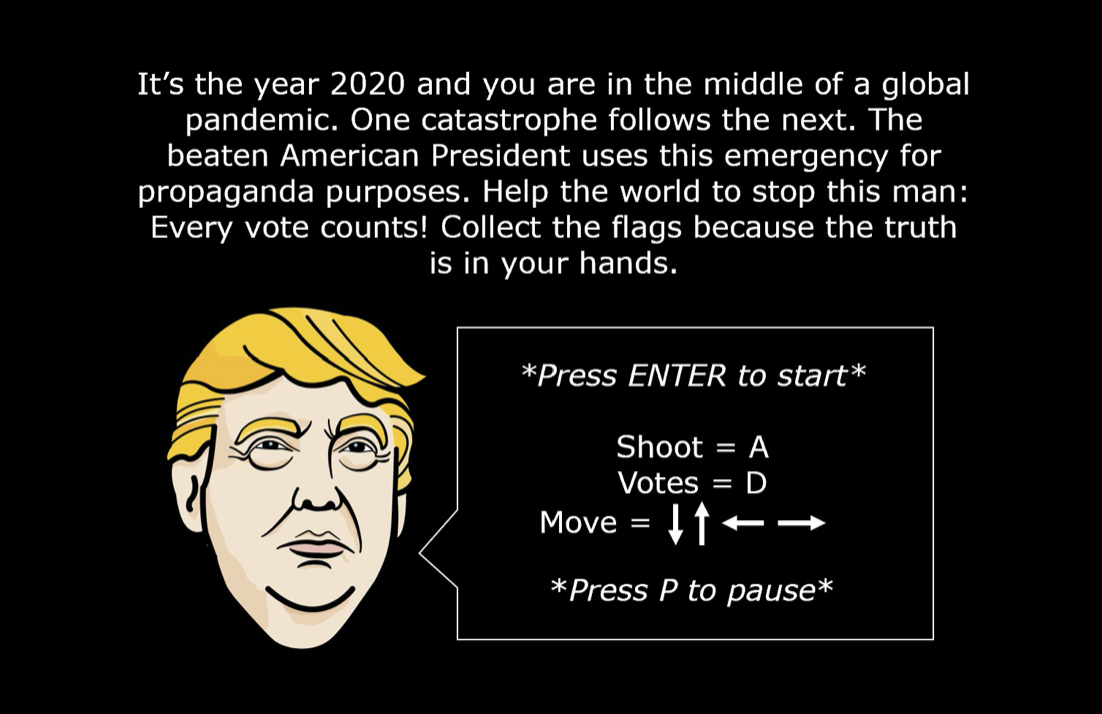 It’s the year 2020 and you are in the middle of a global
pandemic. One catastrophe follows the next. The
beaten American President uses this emergency for
propaganda purposes. Help the world to stop this man:
Every vote counts! Collect the flags because the truth
is in your hands.
*Press ENTER to start*
Shoot = A
Votes = D
Move = ↓ ↑ ← →
*Press P to pause*